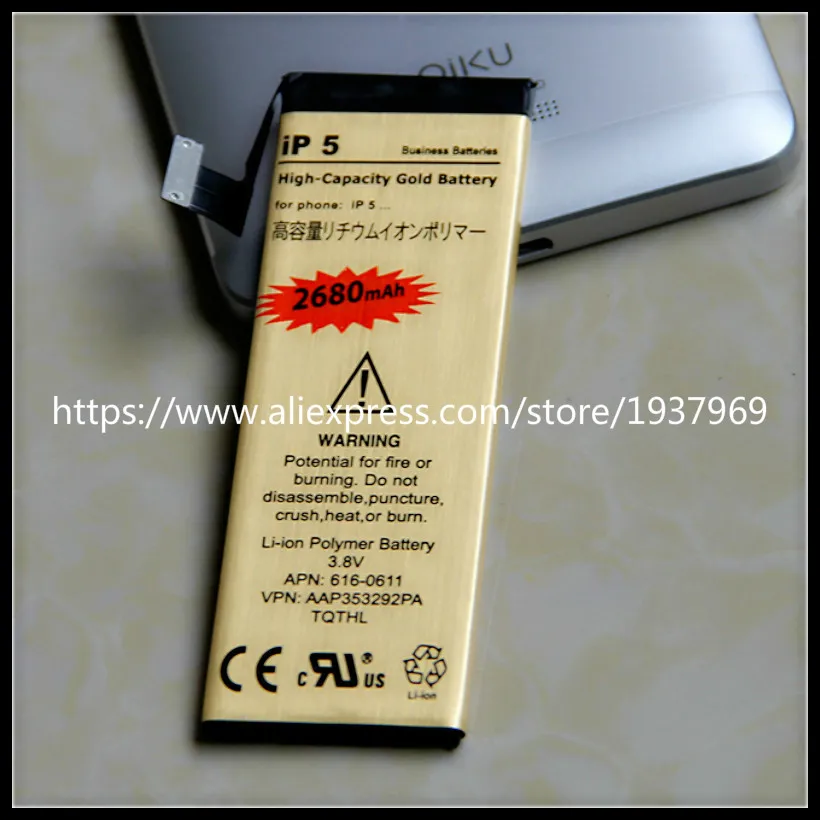 QiKU
iP 5
Business Batteries
High-Capacity Gold Battery
for phone: iP 5 ...
高容量リチウムイオンポリマー
2680mAh
!
https://www.aliexpress.com/store/1937969
WARNING
Potential for fire or
burning. Do not
disassemble,puncture,
crush,heat,or burn.
Li-ion Polymer Battery
3.8V
APN: 616-0611
VPN: AAP353292PA
TQTHL
CE c RU® US
Li-ion